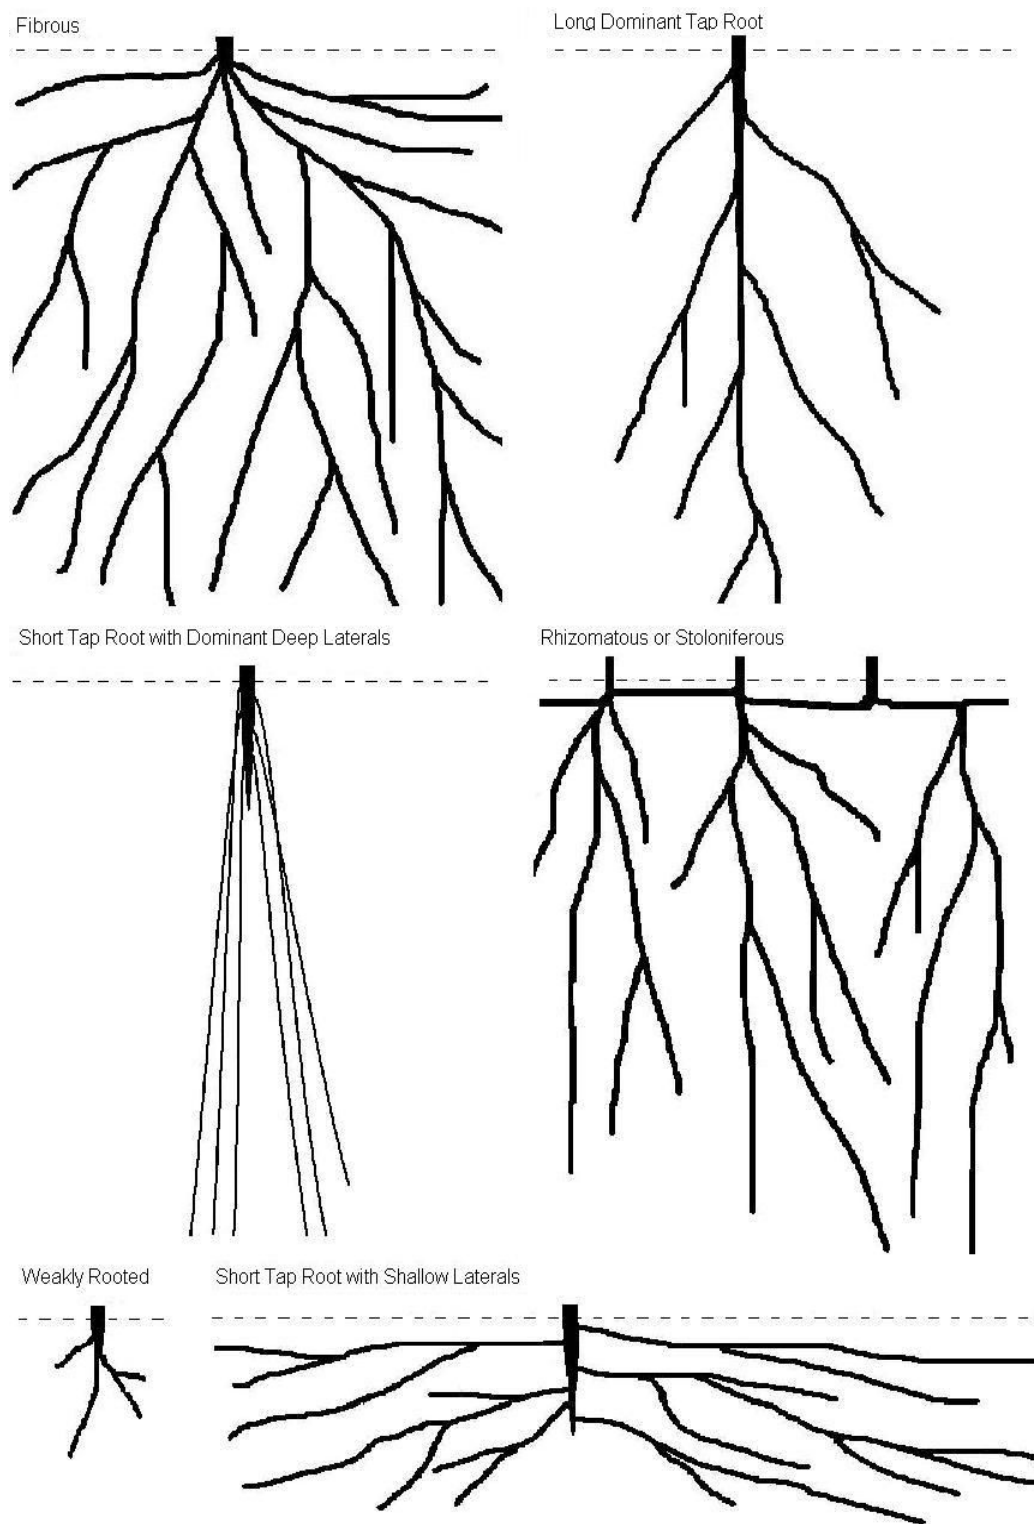 Fibrous
Long Dominant Tap Root
Short Tap Root with Dominant Deep Laterals
Rhizomatous or Stoloniferous
Weakly Rooted
Short Tap Root with Shallow Laterals